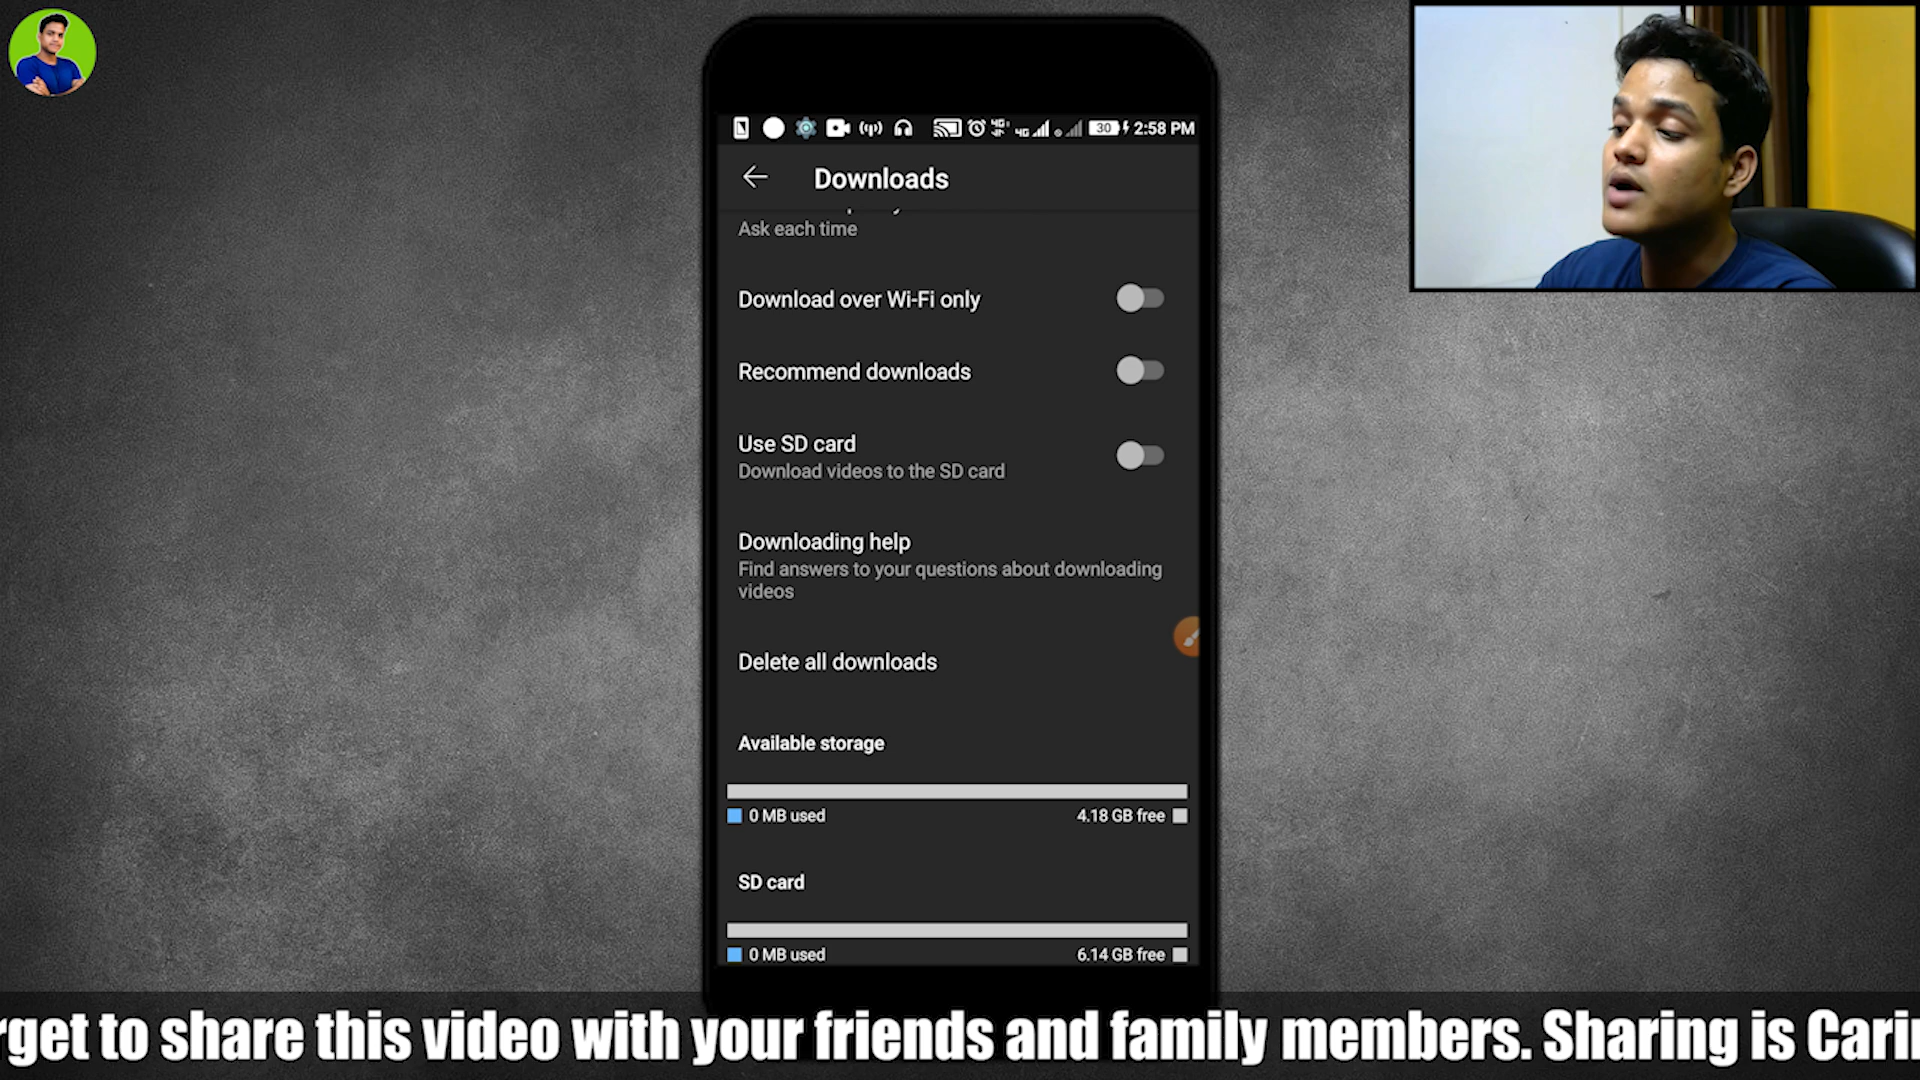 30 2:58 PM
Downloads
Ask each time
Download over Wi-Fi only
Recommend downloads
Use SD card
Download videos to the SD card
Downloading help
Find answers to your questions about downloading
videos
Delete all downloads
Available storage
0 MB used 4.18 GB free
SD card
0 MB used 6.14 GB free
rget to share this video with your friends and family members. Sharing is Cari